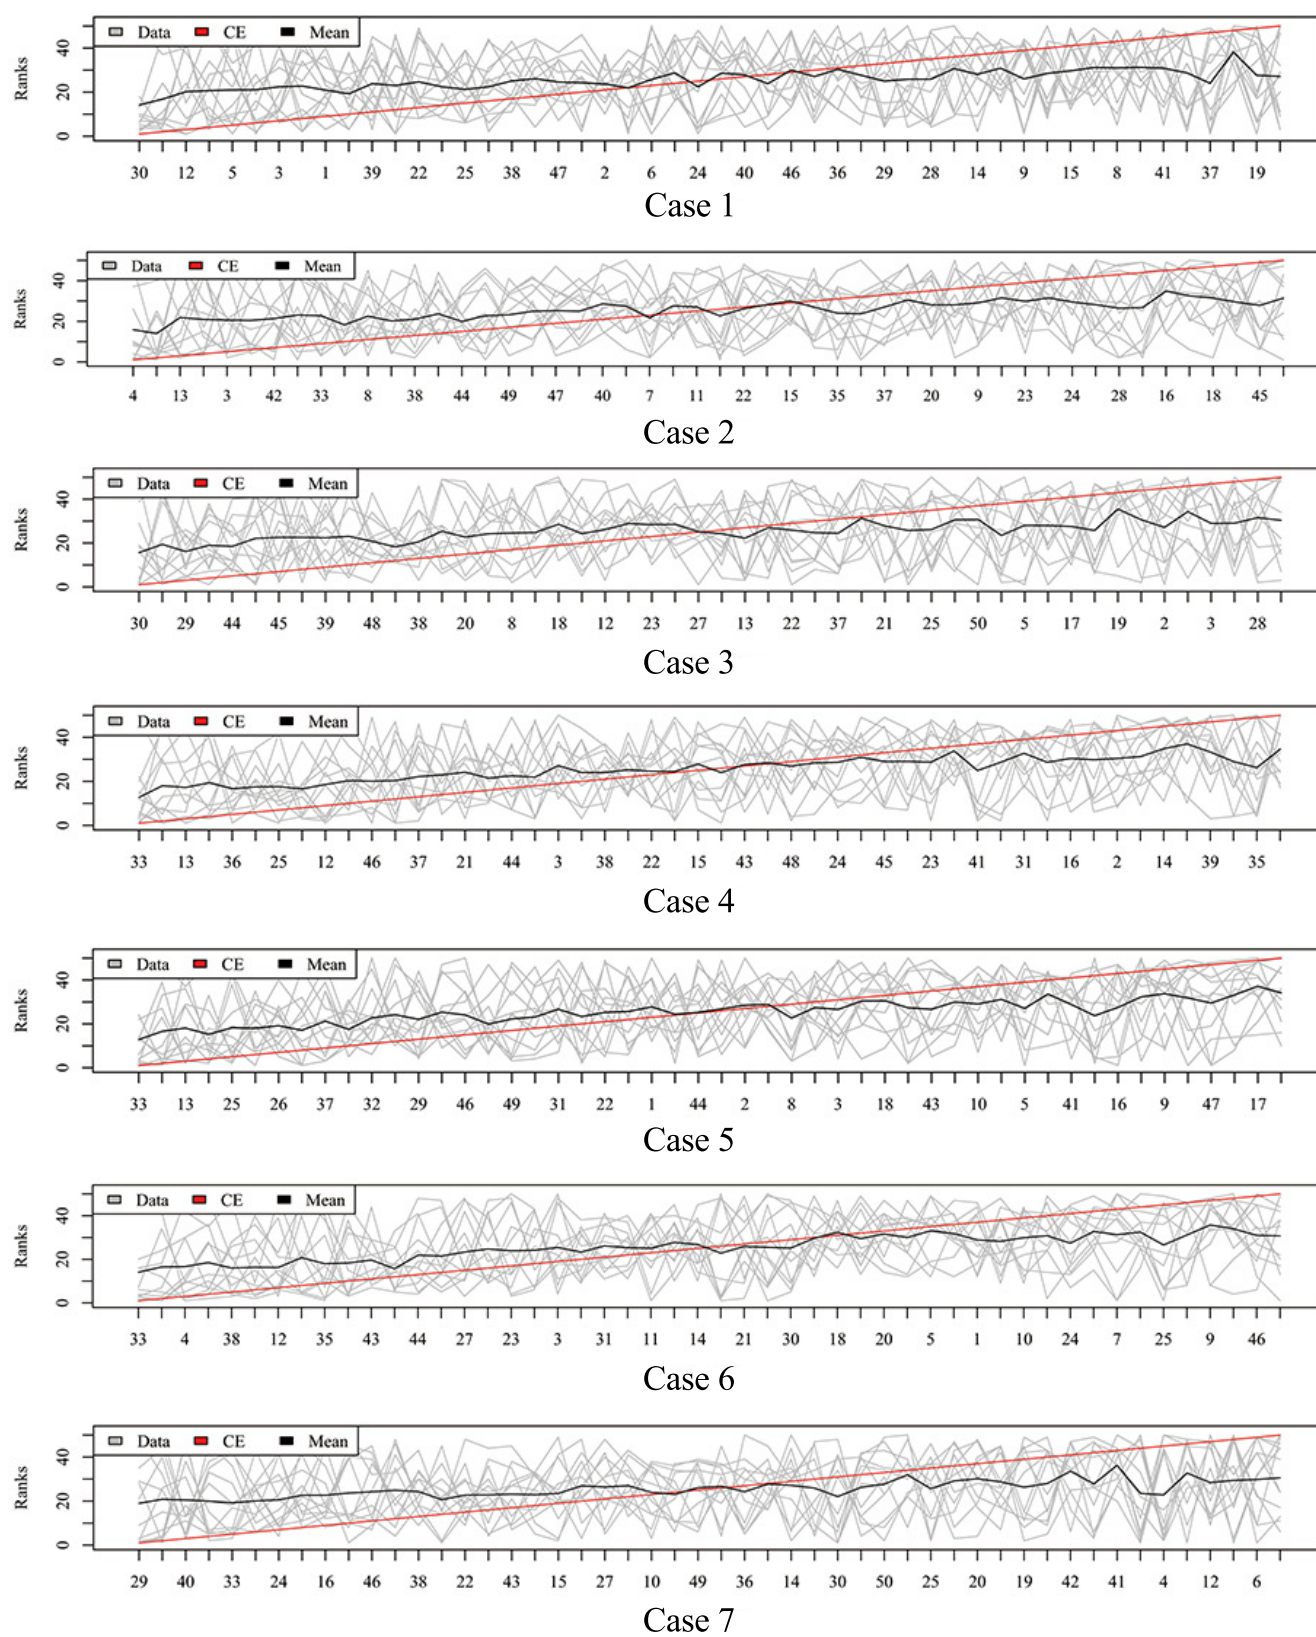 Data CE Mean
Ranks
40
20
0
30 12 5 3 1 39 22 25 38 47 2 6 24 40 46 36 29 28 14 9 15 8 41 37 19
Case 1
Data CE Mean
Ranks
40
20
0
4 13 3 42 33 8 38 44 49 47 40 7 11 22 15 35 37 20 9 23 24 28 16 18 45
Case 2
Data CE Mean
Ranks
40
20
0
30 29 44 45 39 48 38 20 8 18 12 23 27 13 22 37 21 25 50 5 17 19 2 3 28
Case 3
Data CE Mean
Ranks
40
20
0
33 13 36 25 12 46 37 21 44 3 38 22 15 43 48 24 45 23 41 31 16 2 14 39 35
Case 4
Data CE Mean
Ranks
40
20
0
33 13 25 26 37 32 29 46 49 31 22 1 44 2 8 3 18 43 10 5 41 16 9 47 17
Case 5
Data CE Mean
Ranks
40
20
0
33 4 38 12 35 43 44 27 23 3 31 11 14 21 30 18 20 5 1 10 24 7 25 9 46
Case 6
Data CE Mean
Ranks
40
20
0
29 40 33 24 16 46 38 22 43 15 27 10 49 36 14 30 50 25 20 19 42 41 4 12 6
Case 7